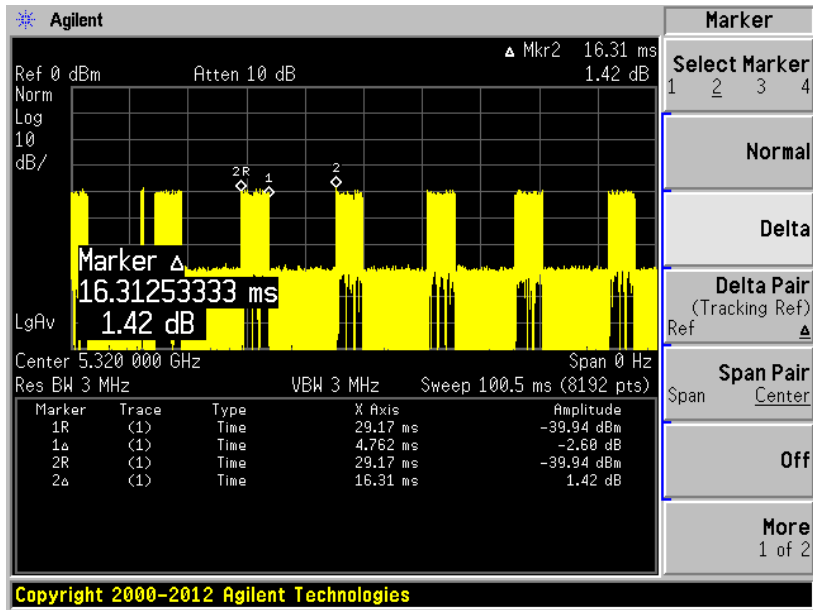 Agilent
Marker
Δ Mkr2 16.31 ms
Ref 0 dBm Atten 10 dB 1.42 dB
Norm
Log
10
dB/
2R 1 2
Marker Δ
16.31253333 ms
1.42 dB
LgAv
Center 5.320 000 GHz Span 0 Hz
Res BW 3 MHz VBW 3 MHz Sweep 100.5 ms (8192 pts)
Marker Trace Type X Axis Amplitude
1R (1) Time 29.17 ms -39.94 dBm
1Δ (1) Time 4.762 ms -2.60 dB
2R (1) Time 29.17 ms -39.94 dBm
2Δ (1) Time 16.31 ms 1.42 dB
Select Marker
1 2 3 4
Normal
Delta
Delta Pair
(Tracking Ref)
Ref Δ
Span Pair
Span Center
Off
More
1 of 2
Copyright 2000-2012 Agilent Technologies